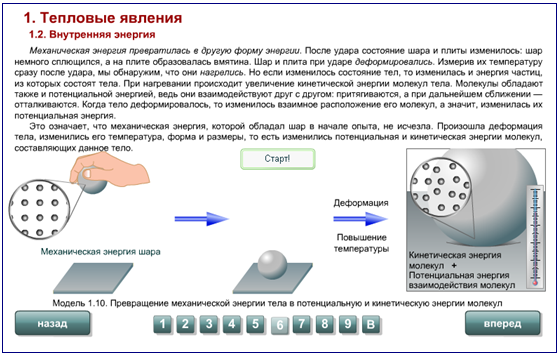 1. Тепловые явления
1.2. Внутренняя энергия
Механическая энергия превратилась в другую форму энергии. После удара состояние шара и плиты изменилось: шар
немного сплющился, а на плите образовалась вмятина. Шар и плита при ударе деформировались. Измерив их температуру
сразу после удара, мы обнаружим, что они нагрелись. Но если изменилось состояние тел, то изменилась и энергия частиц,
из которых состоят тела. При нагревании происходит увеличение кинетической энергии молекул тела. Молекулы обладают
также и потенциальной энергией, ведь они взаимодействуют друг с другом: притягиваются, а при дальнейшем сближении —
отталкиваются. Когда тело деформировалось, то изменилось взаимное расположение его молекул, а значит, изменилась их
потенциальная энергия.
Это означает, что механическая энергия, которой обладал шар в начале опыта, не исчезла. Произошла деформация
тела, изменились его температура, форма и размеры, то есть изменились потенциальная и кинетическая энергии молекул,
составляющих данное тело.
Старт!
Механическая энергия шара
Деформация
Повышение
температуры
Кинетическая энергия
молекул +
Потенциальная энергия
взаимодействия молекул
Модель 1.10. Превращение механической энергии тела в потенциальную и кинетическую энергии молекул
назад
1 2 3 4 5 6 7 8 9 В
вперед